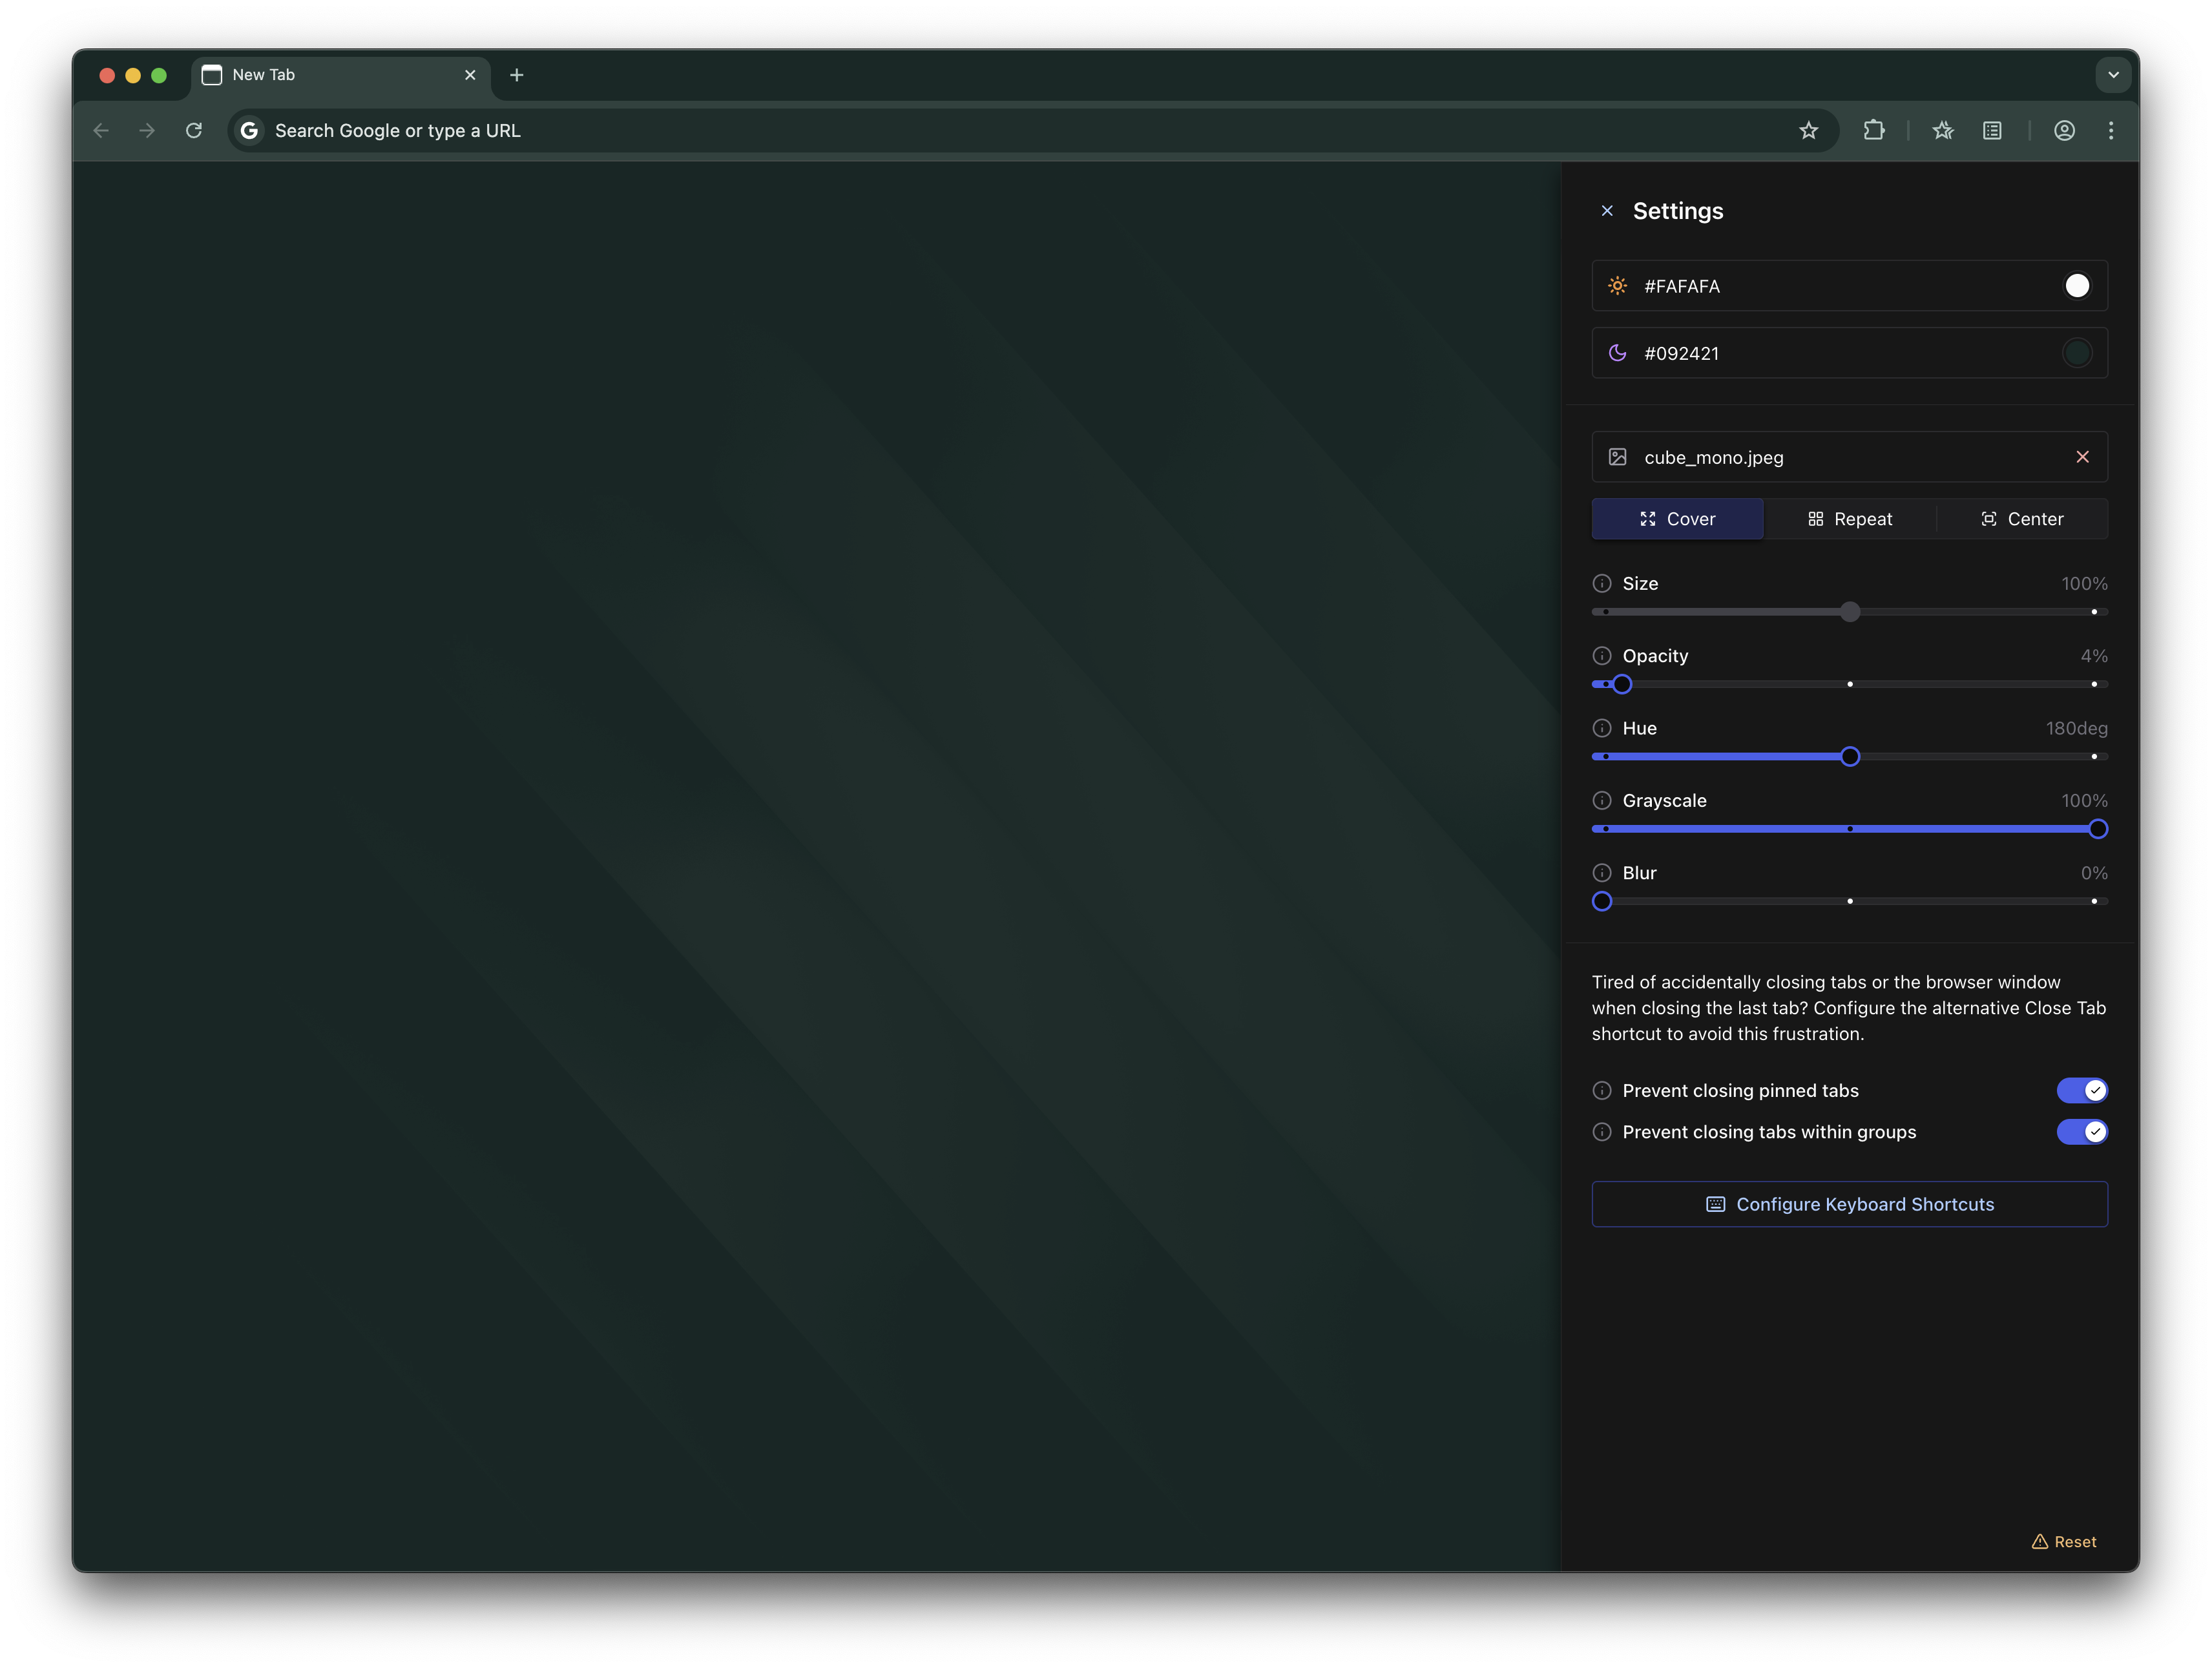 New Tab
Search Google or type a URL
Settings
#FAFAFA
#092421
cube_mono.jpeg
Cover
Repeat
Center
Size
100%
Opacity
4%
Hue
180deg
Grayscale
100%
Blur
0%
Tired of accidentally closing tabs or the browser window
when closing the last tab? Configure the alternative Close Tab
shortcut to avoid this frustration.
Prevent closing pinned tabs
Prevent closing tabs within groups
Configure Keyboard Shortcuts
Reset